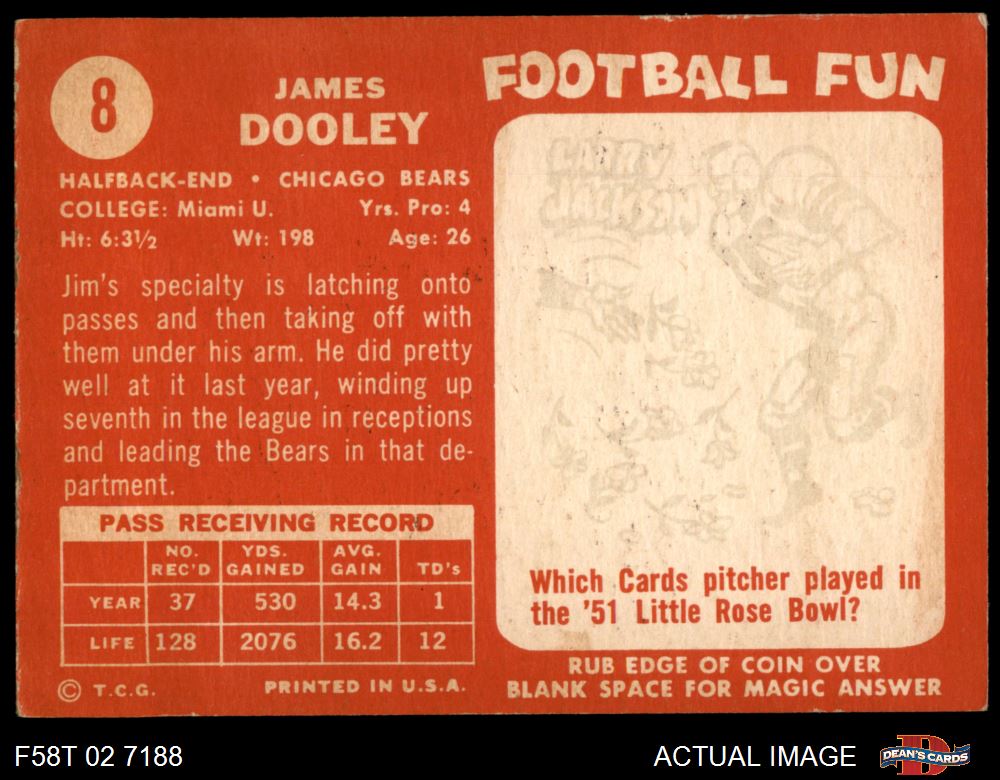 8
JAMES
DOOLEY
HALFBACK-END • CHICAGO BEARS
COLLEGE: Miami U. Yrs. Pro: 4
Ht: 6:3½ Wt: 198 Age: 26
Jim's specialty is latching onto
passes and then taking off with
them under his arm. He did pretty
well at it last year, winding up
seventh in the league in receptions
and leading the Bears in that de-
partment.
PASS RECEIVING RECORD
NO. REC'D YDS. GAINED AVG. GAIN TD's
YEAR 37 530 14.3 1
LIFE 128 2076 16.2 12
© T.C.G. PRINTED IN U.S.A.
FOOTBALL FUN
LARRY
JACKSON
Which Cards pitcher played in
the '51 Little Rose Bowl?
RUB EDGE OF COIN OVER
BLANK SPACE FOR MAGIC ANSWER
F58T 02 7188
ACTUAL IMAGE
DEAN'S CARDS